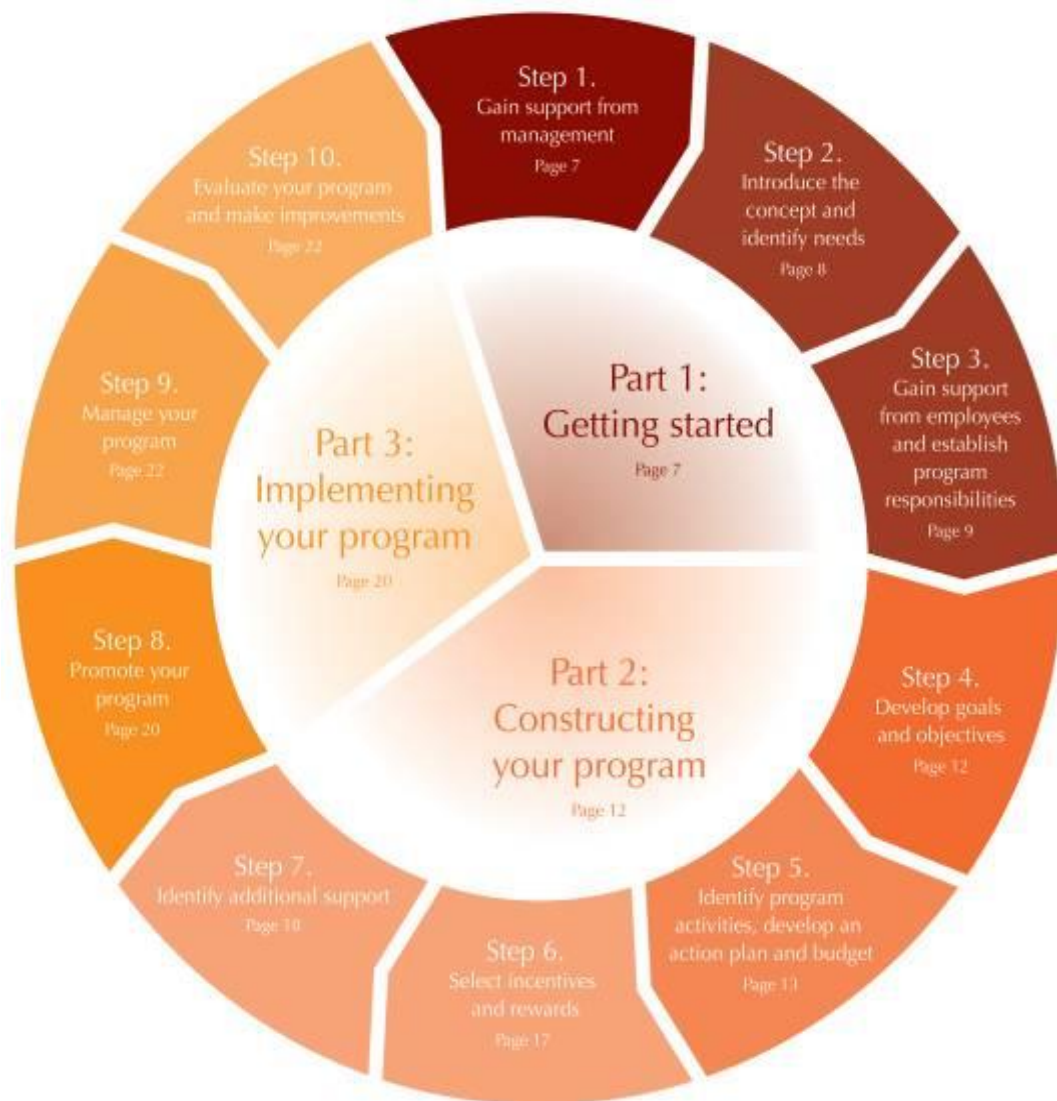 Step 1.
Gain support from
management
Page 7
Step 2.
Introduce the
concept and
identify needs
Page 8
Step 3.
Gain support
from employees
and establish
program
responsibilities
Page 9
Step 4.
Develop goals
and objectives
Page 12
Step 5.
Identify program
activities, develop an
action plan and budget
Page 13
Step 6.
Select incentives
and rewards
Page 17
Step 7.
Identify additional support
Page 18
Step 8.
Promote your
program
Page 20
Step 9.
Manage your
program
Page 22
Step 10.
Evaluate your program
and make improvements
Page 22
Part 1:
Getting started
Page 7
Part 2:
Constructing
your program
Page 12
Part 3:
Implementing
your program
Page 20